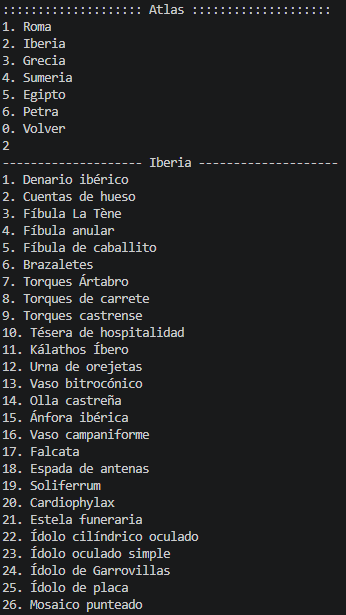 :::::::::::::::::::: Atlas ::::::::::::::::::::
1. Roma
2. Iberia
3. Grecia
4. Sumeria
5. Egipto
6. Petra
0. Volver
2
-------------------- Iberia --------------------
1. Denario ibérico
2. Cuentas de hueso
3. Fíbula La Tène
4. Fíbula anular
5. Fíbula de caballito
6. Brazaletes
7. Torques Ártabro
8. Torques de carrete
9. Torques castrense
10. Tésera de hospitalidad
11. Kálathos Íbero
12. Urna de orejetas
13. Vaso bitrocónico
14. Olla castreña
15. Ánfora ibérica
16. Vaso campaniforme
17. Falcata
18. Espada de antenas
19. Soliferrum
20. Cardiophylax
21. Estela funeraria
22. Ídolo cilíndrico oculado
23. Ídolo oculado simple
24. Ídolo de Garrovillas
25. Ídolo de placa
26. Mosaico punteado